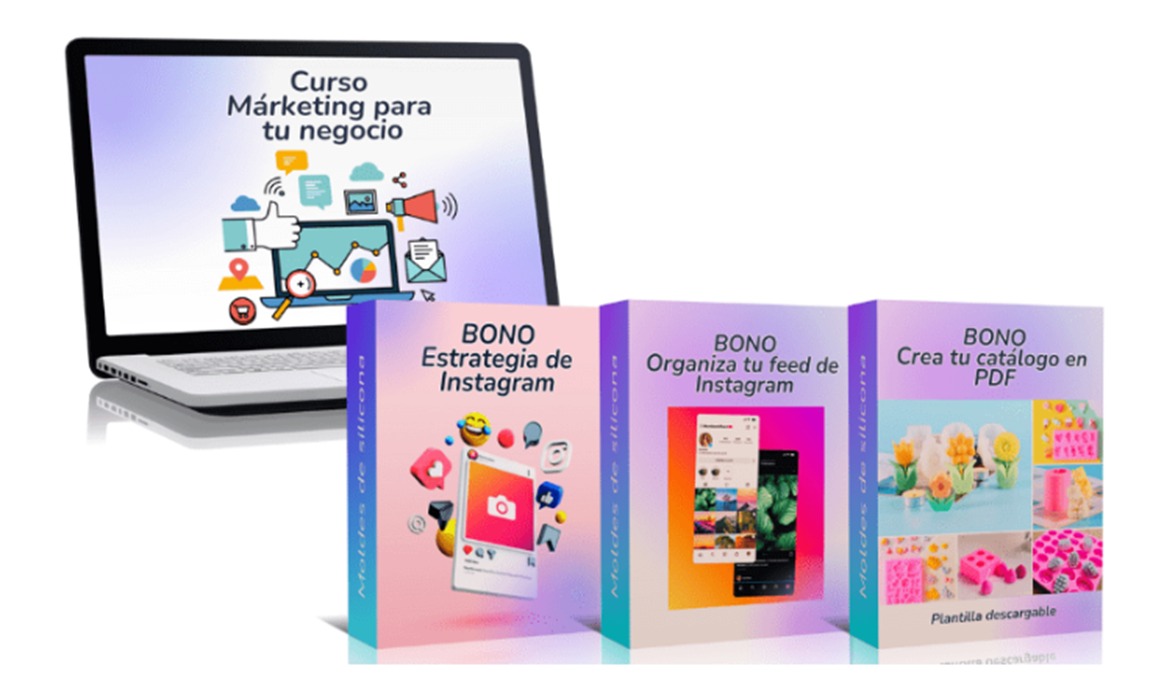 Curso
Márketing para
tu negocio
BONO
Estrategia de
Instagram
Moldes de silicona
BONO
Organiza tu feed de
Instagram
Moldes de silicona
BONO
Crea tu catálogo en
PDF
Plantilla descargable
Moldes de silicona